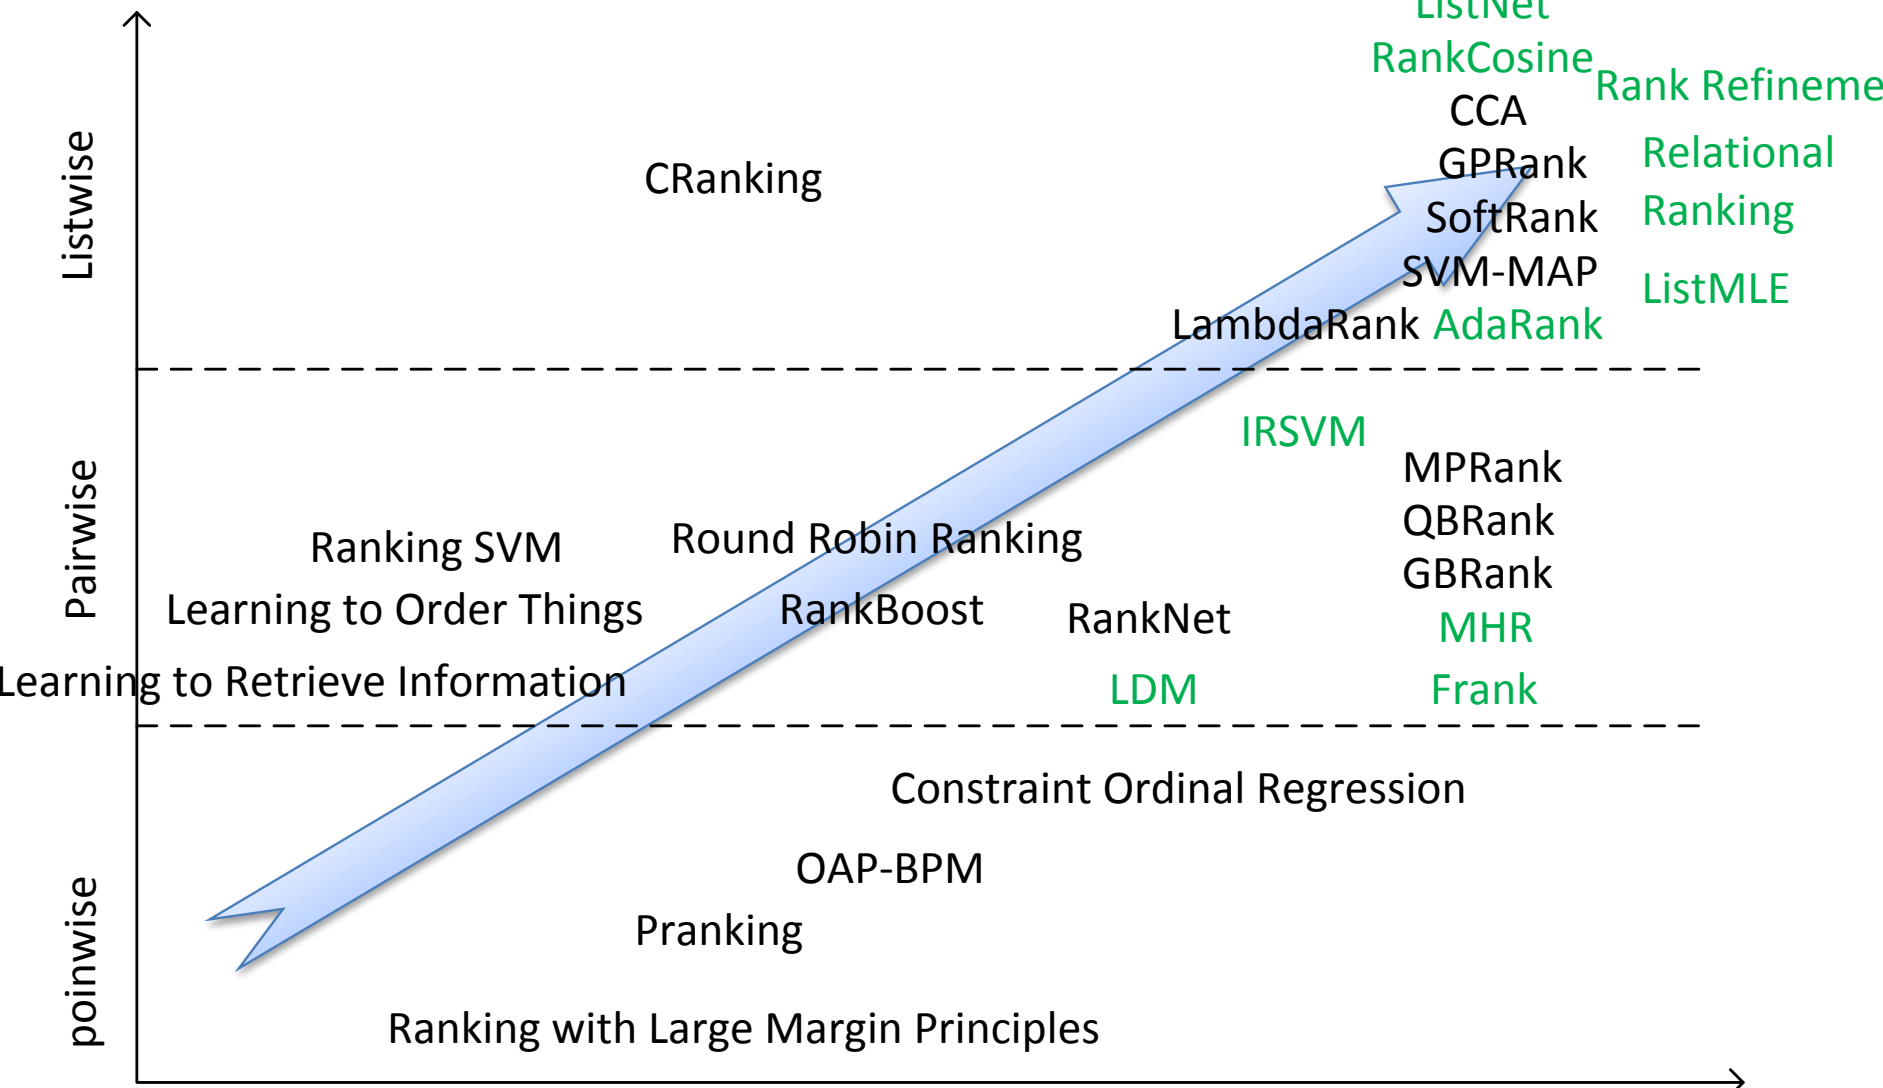 ListNet
RankCosine
Rank Refineme
CCA
Relational
Ranking
GPRank
CRanking
SoftRank
SVM-MAP
ListMLE
LambdaRank
AdaRank
Listwise
IRSVM
MPRank
QBRank
GBRank
MHR
Frank
Ranking SVM
Round Robin Ranking
Learning to Order Things
RankBoost
RankNet
Learning to Retrieve Information
LDM
Pairwise
Constraint Ordinal Regression
OAP-BPM
Pranking
Ranking with Large Margin Principles
poinwise